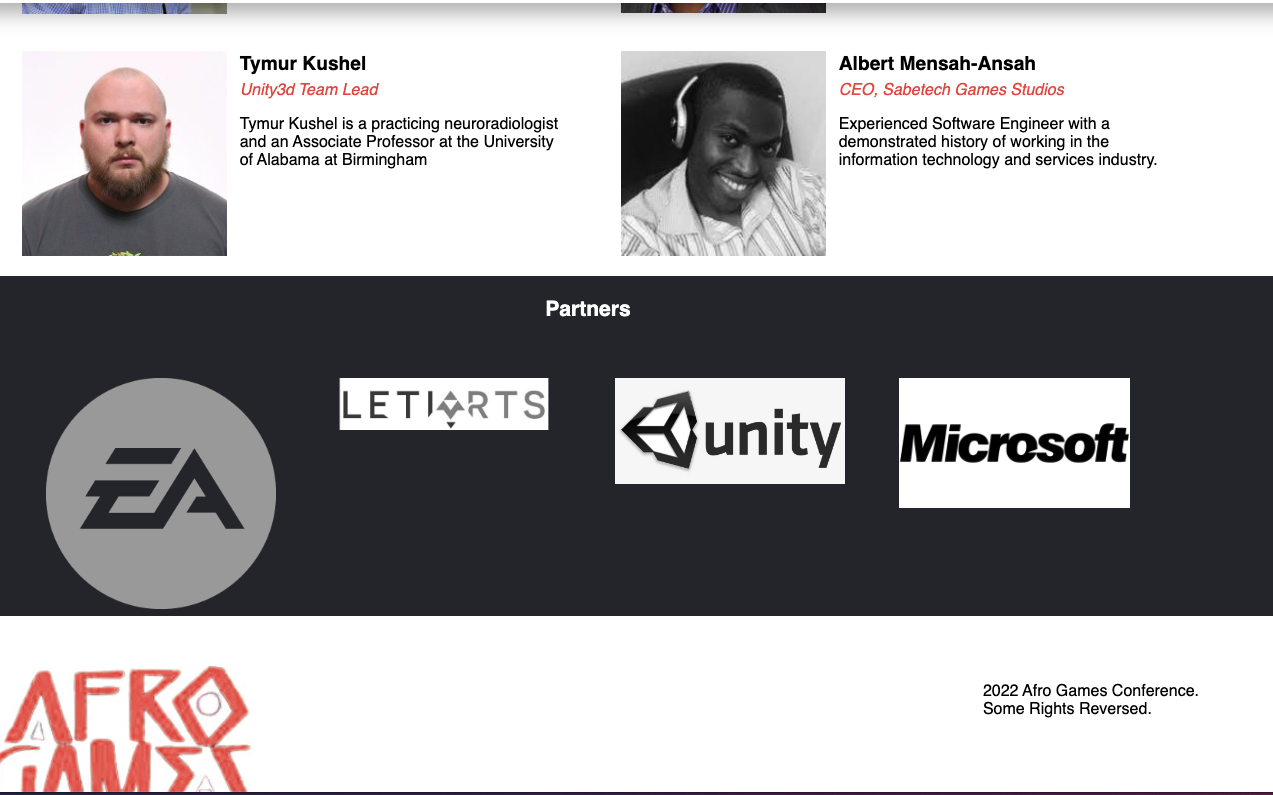 Tymur Kushel
Unity3d Team Lead
Tymur Kushel is a practicing neuroradiologist
and an Associate Professor at the University
of Alabama at Birmingham
Albert Mensah-Ansah
CEO, Sabetech Games Studios
Experienced Software Engineer with a
demonstrated history of working in the
information technology and services industry.
Partners
EA
LETI ARTS
unity
Microsoft
AFRO
GAMES
2022 Afro Games Conference.
Some Rights Reversed.